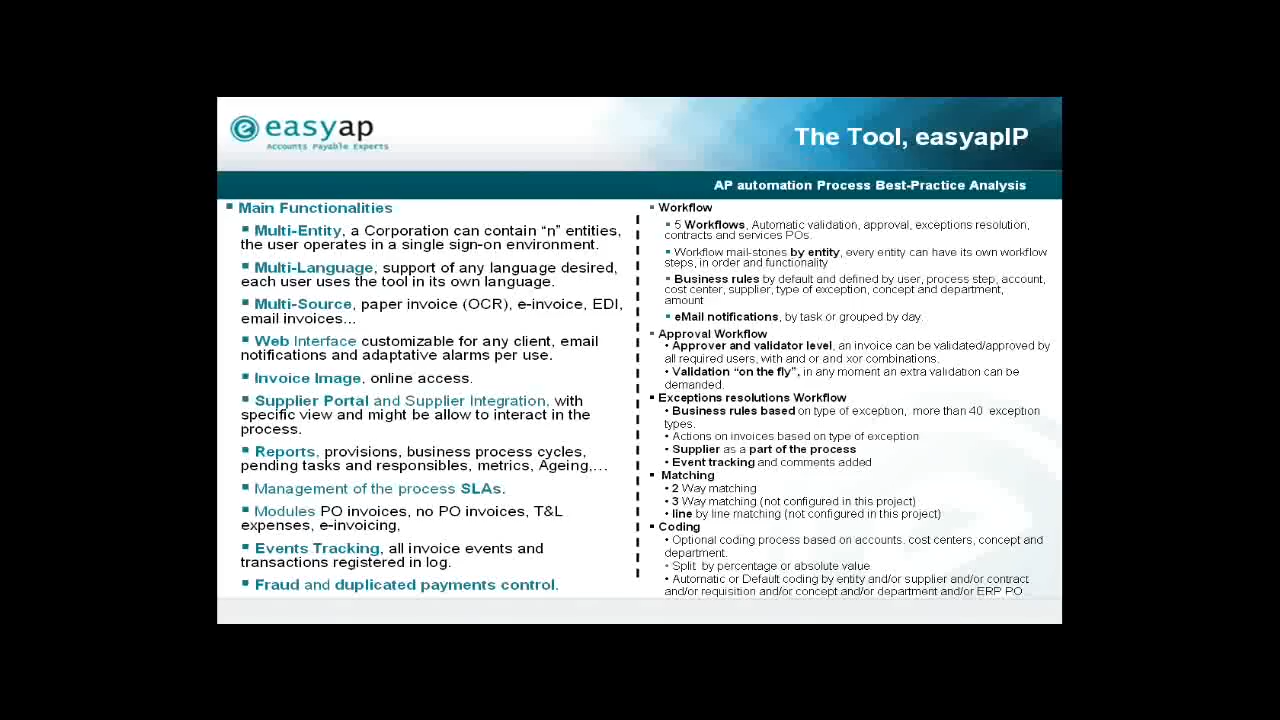 easyap
Accounts Payable Experts
The Tool, easyapIP
AP automation Process Best-Practice Analysis
Main Functionalities
Multi-Entity, a Corporation can contain “n” entities,
the user operates in a single sign-on environment.
Multi-Language, support of any language desired,
each user uses the tool in its own language.
Multi-Source, paper invoice (OCR), e-invoice, EDI,
email invoices…
Web Interface customizable for any client, email
notifications and adaptative alarms per use.
Invoice Image, online access.
Supplier Portal and Supplier Integration, with
specific view and might be allow to interact in the
process.
Reports, provisions, business process cycles,
pending tasks and responsibles, metrics, Ageing,…
Management of the process SLAs.
Modules PO invoices, no PO invoices, T&L
expenses, e-invoicing,
Events Tracking, all invoice events and
transactions registered in log.
Fraud and duplicated payments control.
Workflow
5 Workflows, Automatic validation, approval, exceptions resolution,
contracts and services POs.
Workflow mail-stones by entity, every entity can have its own workflow
steps, in order and functionality
Business rules by default and defined by user, process step, account,
cost center, supplier, type of exception, concept and department,
amount
eMail notifications, by task or grouped by day.
Approval Workflow
• Approver and validator level, an invoice can be validated/approved by
all required users, with and or and xor combinations.
• Validation “on the fly”, in any moment an extra validation can be
demanded.
Exceptions resolutions Workflow
• Business rules based on type of exception, more than 40 exception
types.
• Actions on invoices based on type of exception
• Supplier as a part of the process
• Event tracking and comments added
Matching
• 2 Way matching
• 3 Way matching (not configured in this project)
• line by line matching (not configured in this project)
Coding
• Optional coding process based on accounts. cost centers, concept and
department.
• Split by percentage or absolute value
• Automatic or Default coding by entity and/or supplier and/or contract
and/or requisition and/or concept and/or department and/or ERP PO